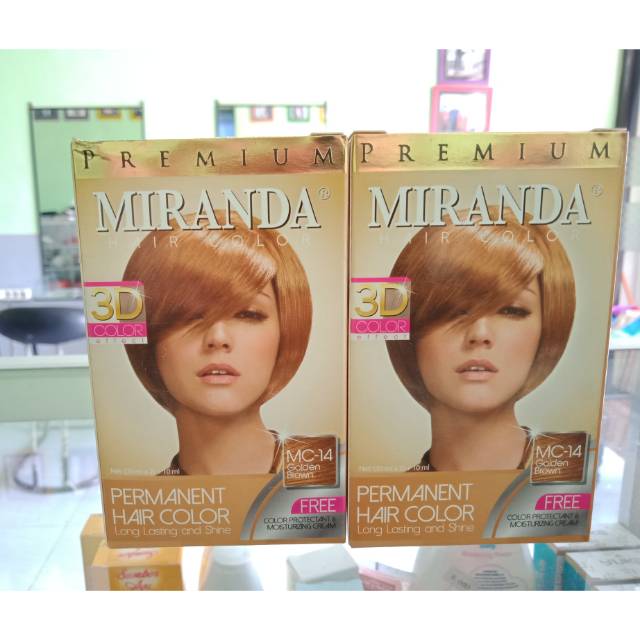 PREMIUM
MIRANDA®
HAIR COLOR
3D
COLOR
effect
MC-14
Golden
Brown
PERMANENT
HAIR COLOR
Long Lasting and Shine
FREE
COLOR PROTECTANT &
MOISTURIZING CREAM
PREMIUM
MIRANDA®
HAIR COLOR
3D
COLOR
effect
MC-14
Golden
Brown
PERMANENT
HAIR COLOR
Long Lasting and Shine
FREE
COLOR PROTECTANT &
MOISTURIZING CREAM